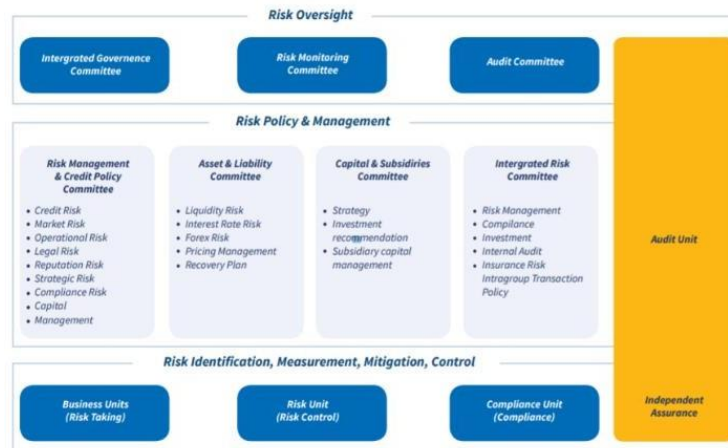 Risk Oversight
Intergrated Governence
Committee
Risk Monitoring
Committee
Audit Committee
Risk Policy & Management
Risk Management
& Credit Policy
Committee
• Credit Risk
• Market Risk
• Operational Risk
• Legal Risk
• Reputation Risk
• Strategic Risk
• Compliance Risk
• Capital
• Management
Asset & Liability
Committee
• Liquidity Risk
• Interest Rate Risk
• Forex Risk
• Pricing Management
• Recovery Plan
Capital & Subsidiries
Committee
• Strategy
• Investment
recommendation
• Subsidiary capital
management
Intergrated Risk
Committee
• Risk Management
• Compilance
• Investment
• Internal Audit
• Insurance Risk
Intragroup Transaction
Policy
Audit Unit
Risk Identification, Measurement, Mitigation, Control
Business Units
(Risk Taking)
Risk Unit
(Risk Control)
Compliance Unit
(Compliance)
Independent
Assurance